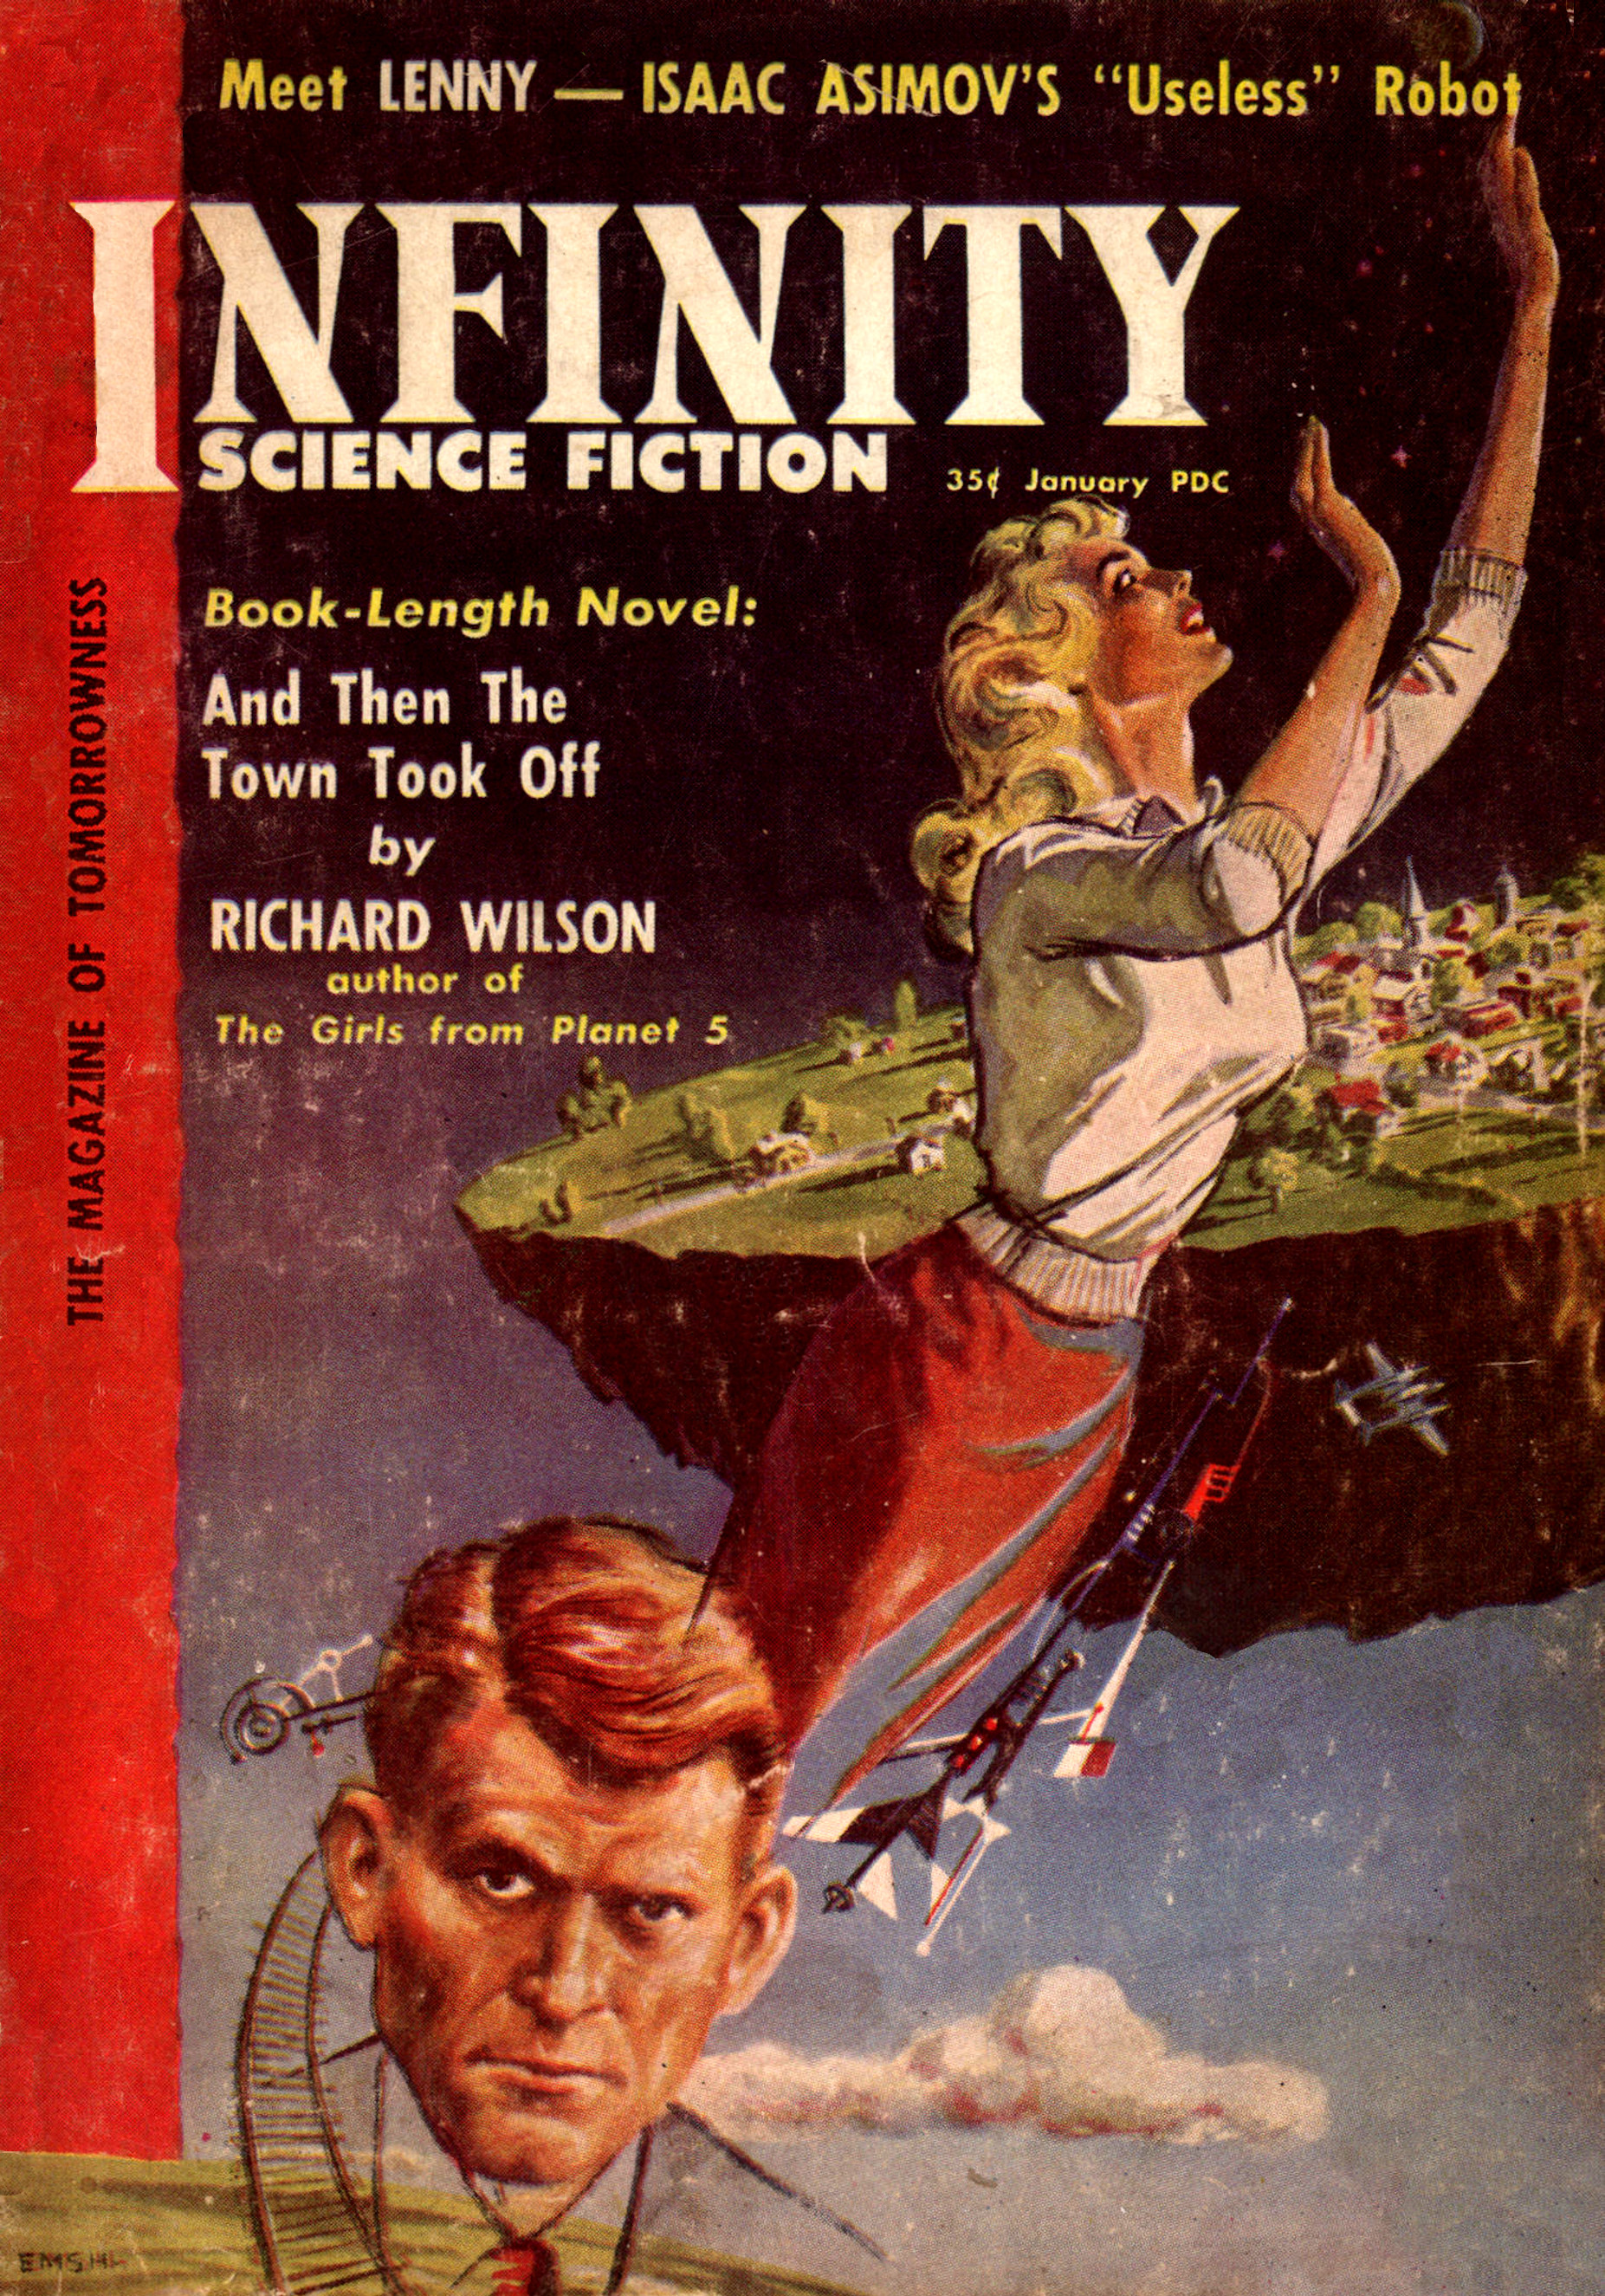 Meet LENNY — ISAAC ASIMOV'S "Useless" Robot
INFINITY
SCIENCE FICTION
35¢ January PDC
THE MAGAZINE OF TOMORROWNESS
Book-Length Novel:
And Then The
Town Took Off
by
RICHARD WILSON
author of
The Girls from Planet 5
EMSH